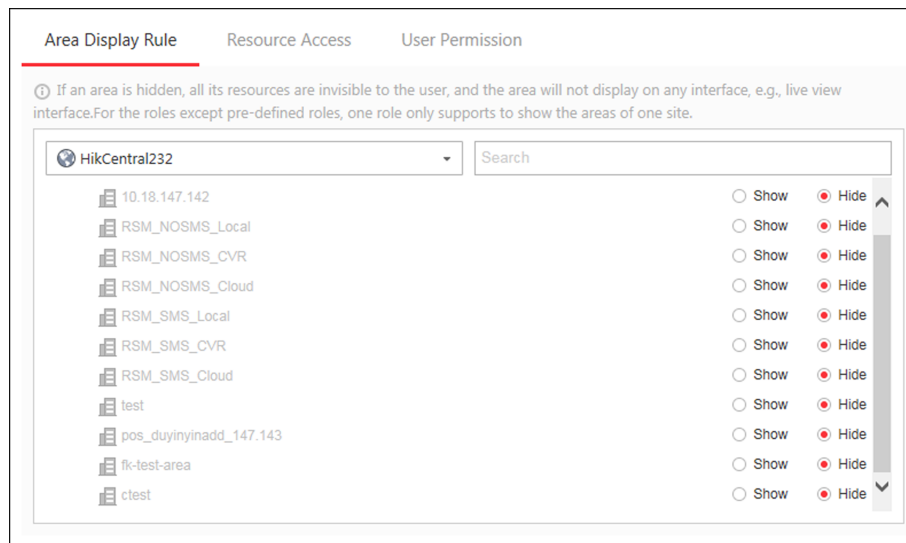 Area Display Rule Resource Access User Permission
If an area is hidden, all its resources are invisible to the user, and the area will not display on any interface, e.g., live view
interface.For the roles except pre-defined roles, one role only supports to show the areas of one site.
HikCentral232 Search
10.18.147.142 Show Hide
RSM_NOSMS_Local Show Hide
RSM_NOSMS_CVR Show Hide
RSM_NOSMS_Cloud Show Hide
RSM_SMS_Local Show Hide
RSM_SMS_CVR Show Hide
RSM_SMS_Cloud Show Hide
test Show Hide
pos_duyinyinadd_147.143 Show Hide
fk-test-area Show Hide
ctest Show Hide